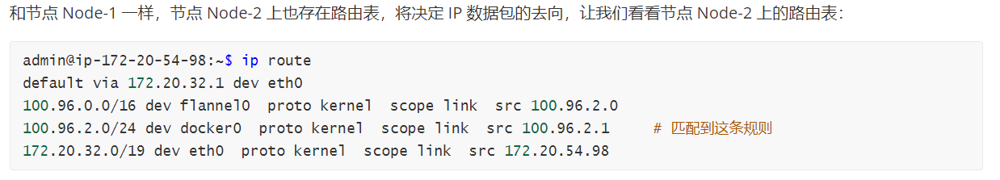 和节点 Node-1 一样，节点 Node-2 上也存在路由表，将决定 IP 数据包的去向，让我们看看节点 Node-2 上的路由表：
admin@ip-172-20-54-98:~$ ip route
default via 172.20.32.1 dev eth0
100.96.0.0/16 dev flannel0  proto kernel  scope link  src 100.96.2.0
100.96.2.0/24 dev docker0  proto kernel  scope link  src 100.96.2.1     # 匹配到这条规则
172.20.32.0/19 dev eth0  proto kernel  scope link  src 172.20.54.98